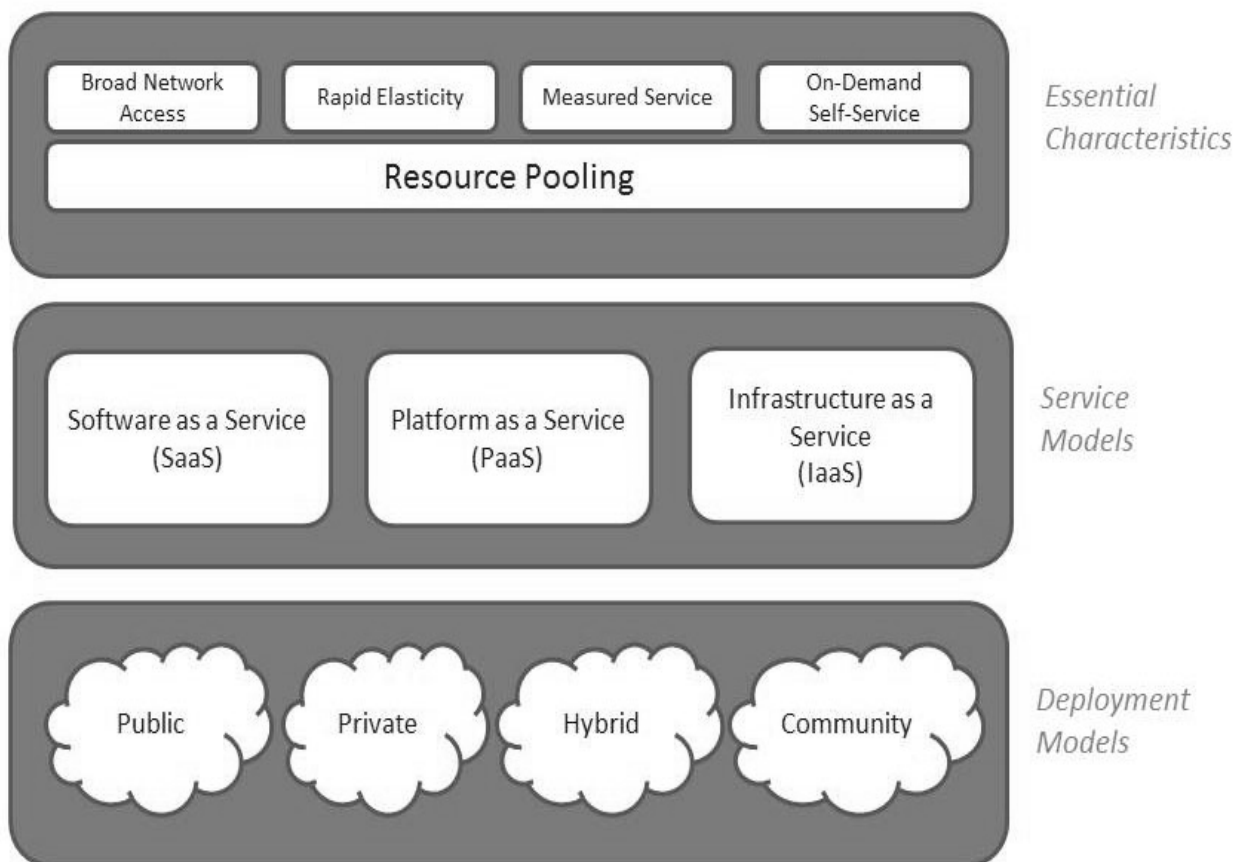 Broad Network
Access
Rapid Elasticity
Measured Service
On-Demand
Self-Service
Resource Pooling
Essential
Characteristics
Software as a Service
(SaaS)
Platform as a Service
(PaaS)
Infrastructure as a
Service
(IaaS)
Service
Models
Public
Private
Hybrid
Community
Deployment
Models